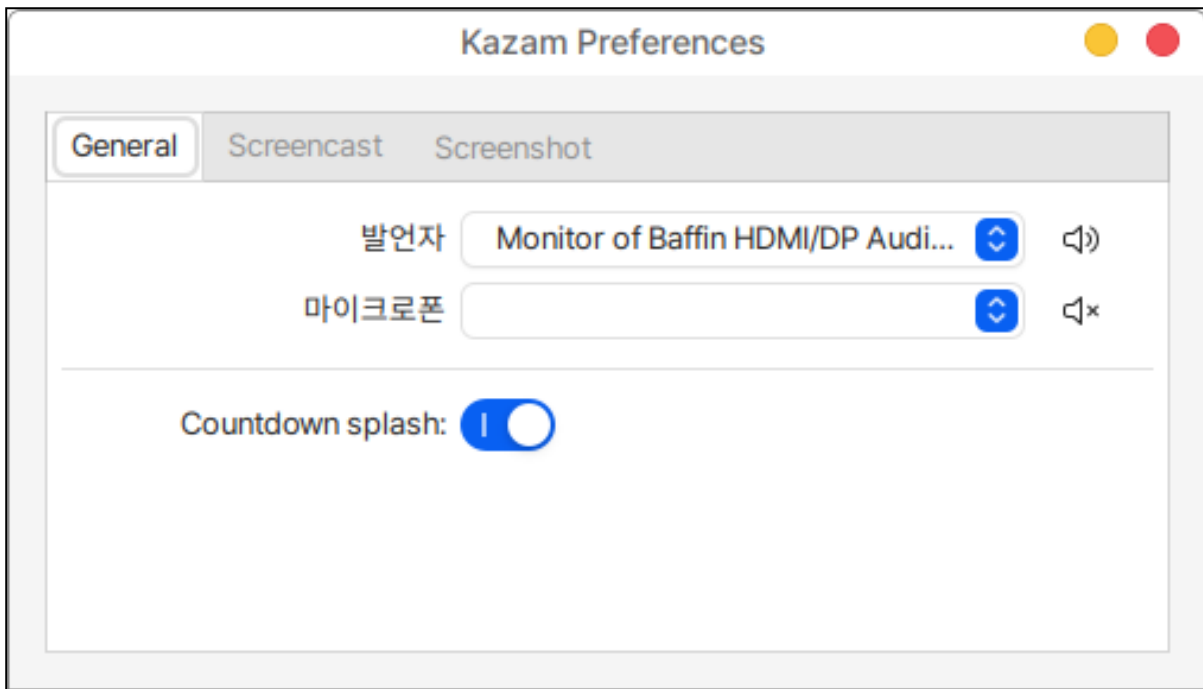 Kazam Preferences
General Screencast Screenshot
발언자 Monitor of Baffin HDMI/DP Audi...
마이크로폰
Countdown splash: